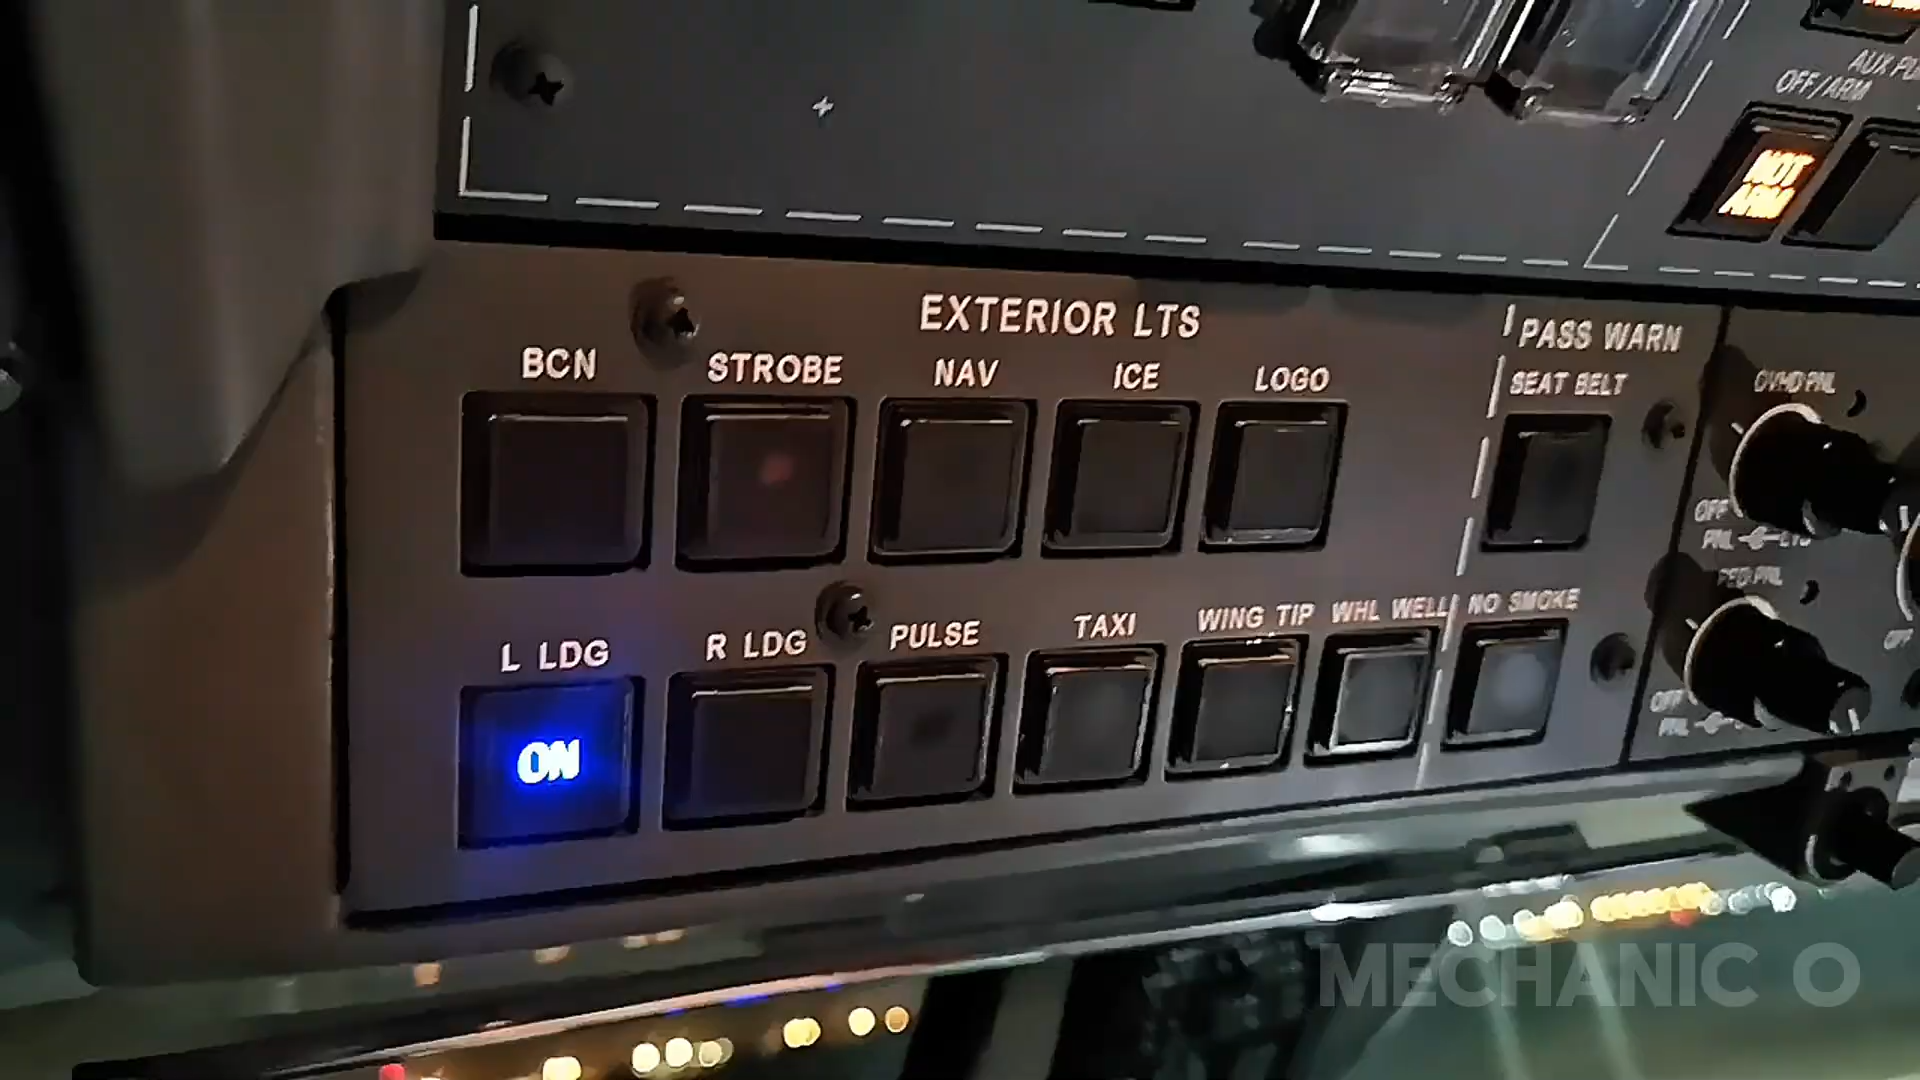 AUX PU
OFF/ARM
NOT
ARM
EXTERIOR LTS
BCN STROBE NAV ICE LOGO
PASS WARN
SEAT BELT
L LDG R LDG PULSE TAXI WING TIP WHL WELL NO SMOKE
ON
OVHD PNL
OFF
PNL LTS
PED PNL
OFF
PNL
OFF
MECHANIC O